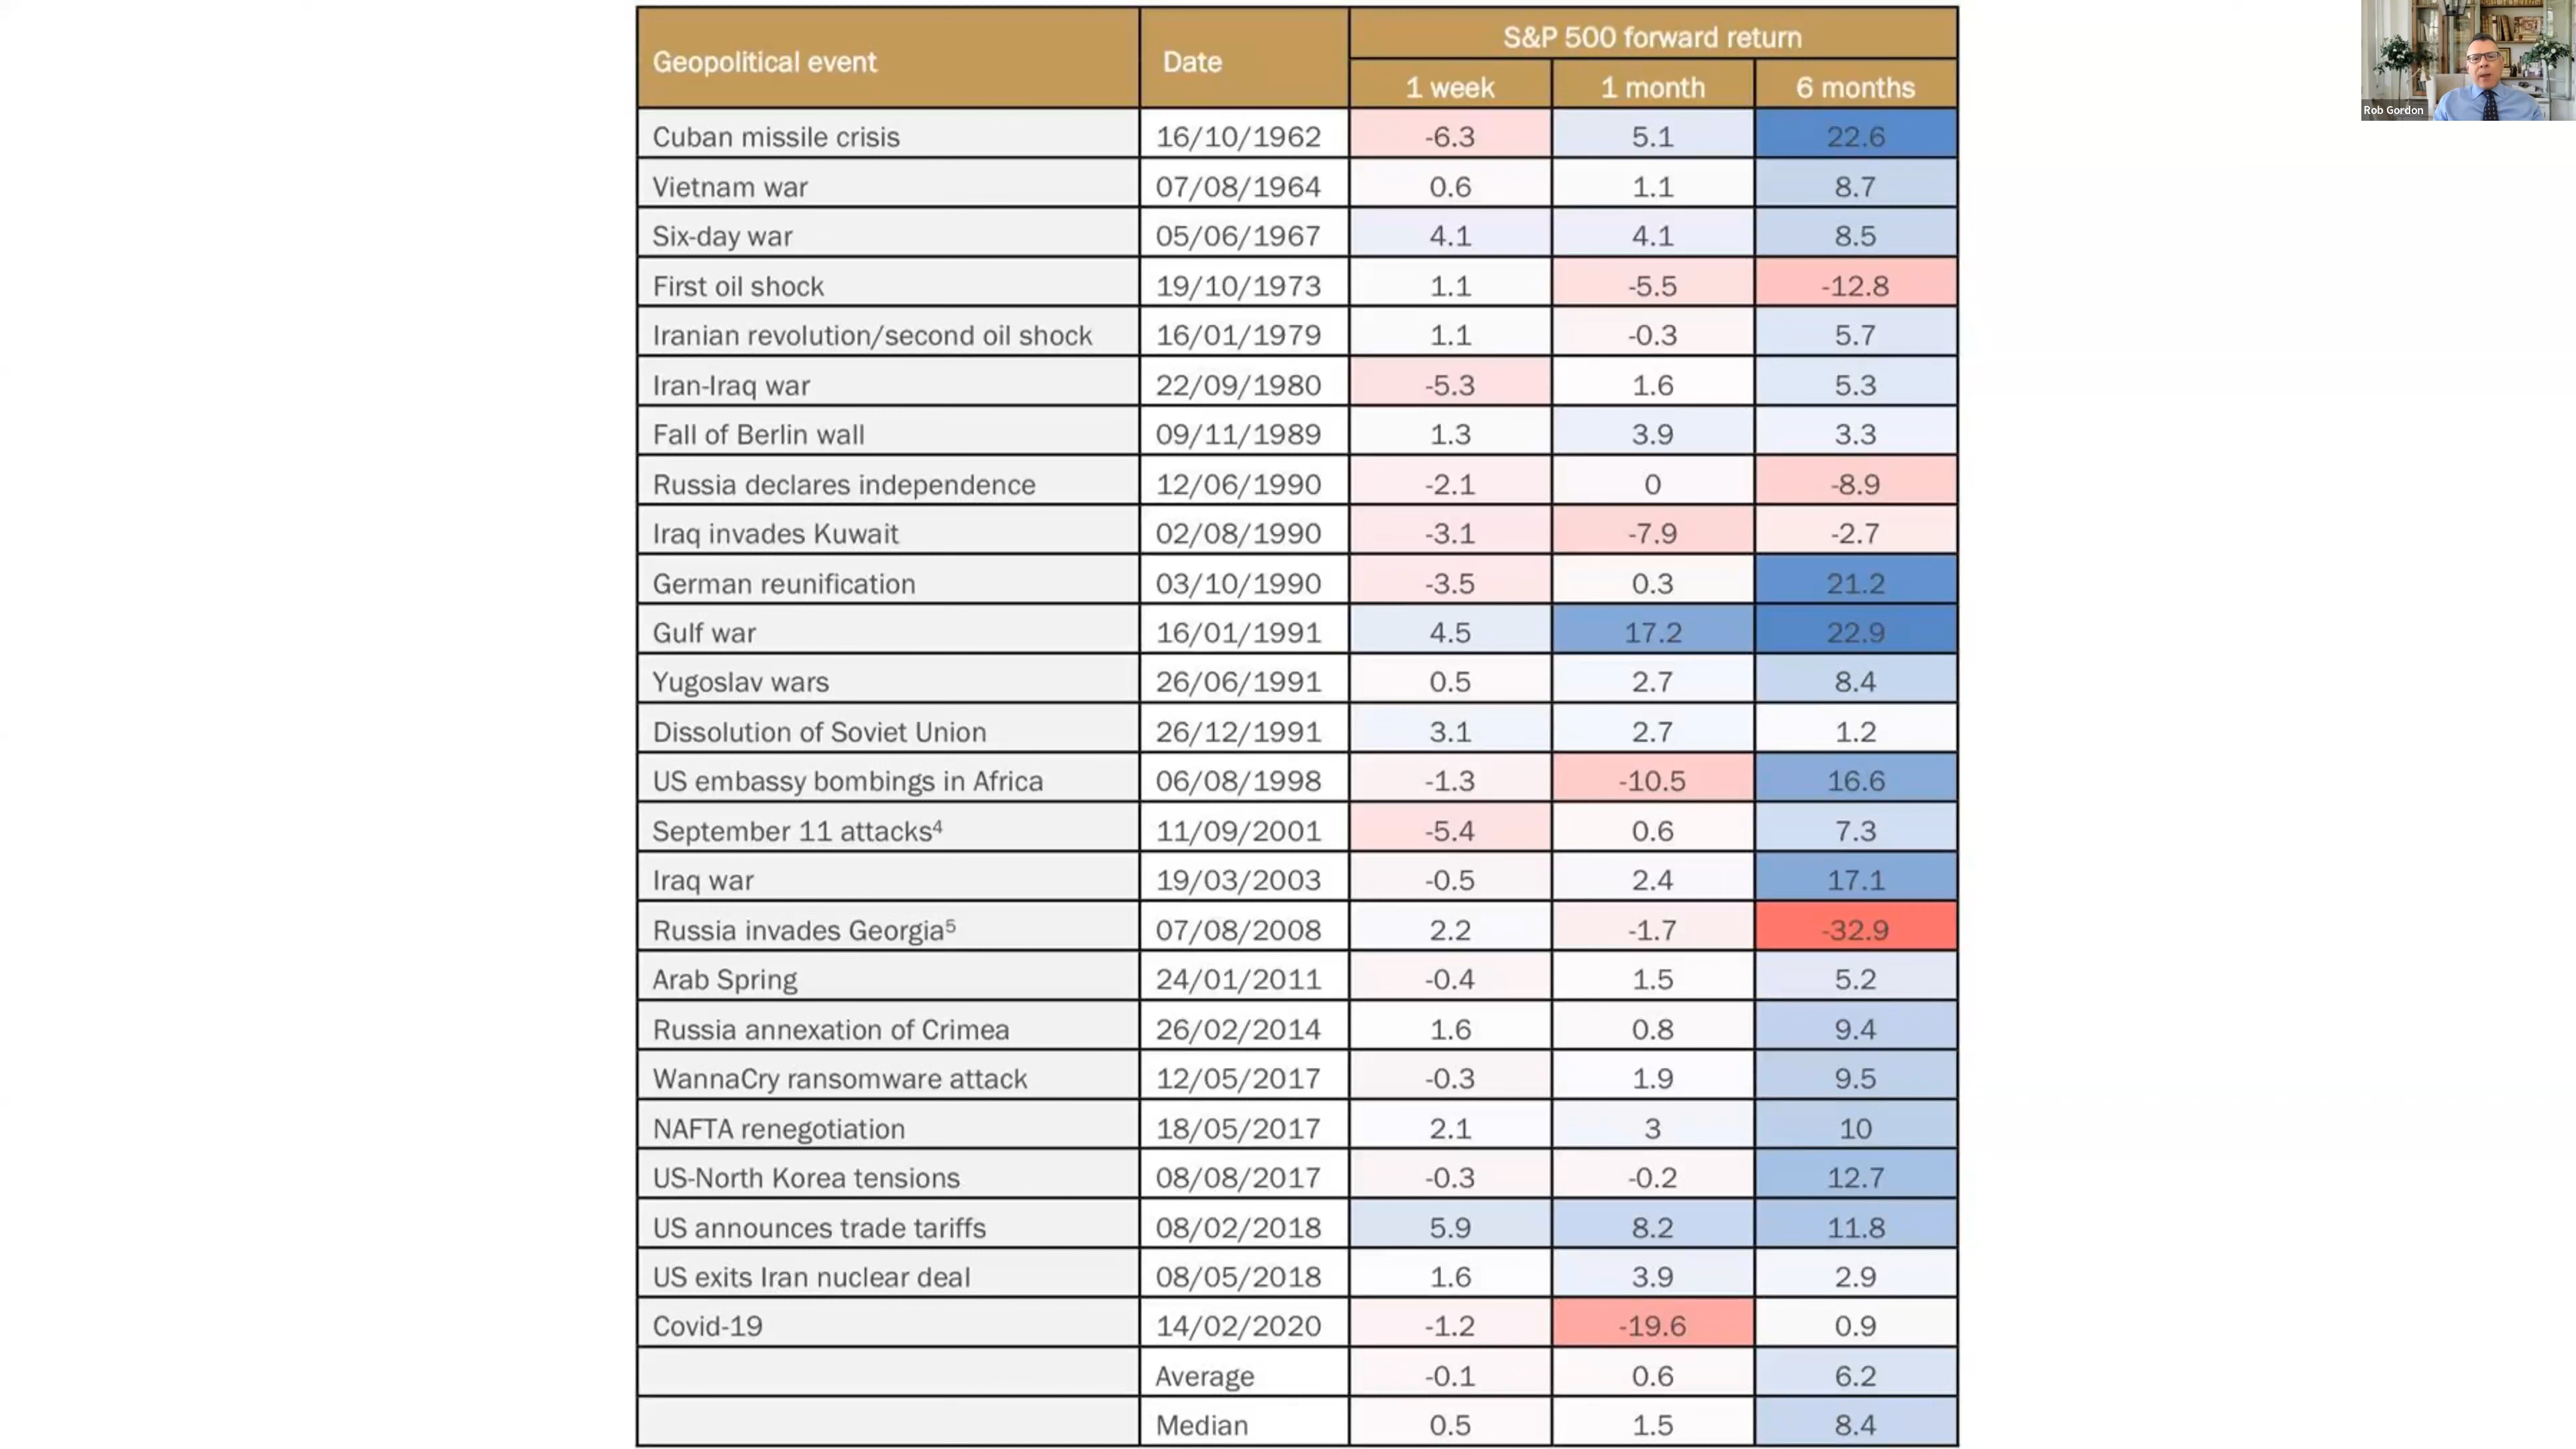 Geopolitical event Date S&P 500 forward return
1 week 1 month 6 months
Cuban missile crisis 16/10/1962 -6.3 5.1 22.6
Vietnam war 07/08/1964 0.6 1.1 8.7
Six-day war 05/06/1967 4.1 4.1 8.5
First oil shock 19/10/1973 1.1 -5.5 -12.8
Iranian revolution/second oil shock 16/01/1979 1.1 -0.3 5.7
Iran-Iraq war 22/09/1980 -5.3 1.6 5.3
Fall of Berlin wall 09/11/1989 1.3 3.9 3.3
Russia declares independence 12/06/1990 -2.1 0 -8.9
Iraq invades Kuwait 02/08/1990 -3.1 -7.9 -2.7
German reunification 03/10/1990 -3.5 0.3 21.2
Gulf war 16/01/1991 4.5 17.2 22.9
Yugoslav wars 26/06/1991 0.5 2.7 8.4
Dissolution of Soviet Union 26/12/1991 3.1 2.7 1.2
US embassy bombings in Africa 06/08/1998 -1.3 -10.5 16.6
September 11 attacks⁴ 11/09/2001 -5.4 0.6 7.3
Iraq war 19/03/2003 -0.5 2.4 17.1
Russia invades Georgia⁵ 07/08/2008 2.2 -1.7 -32.9
Arab Spring 24/01/2011 -0.4 1.5 5.2
Russia annexation of Crimea 26/02/2014 1.6 0.8 9.4
WannaCry ransomware attack 12/05/2017 -0.3 1.9 9.5
NAFTA renegotiation 18/05/2017 2.1 3 10
US-North Korea tensions 08/08/2017 -0.3 -0.2 12.7
US announces trade tariffs 08/02/2018 5.9 8.2 11.8
US exits Iran nuclear deal 08/05/2018 1.6 3.9 2.9
Covid-19 14/02/2020 -1.2 -19.6 0.9
Average -0.1 0.6 6.2
Median 0.5 1.5 8.4
Rob Gordon